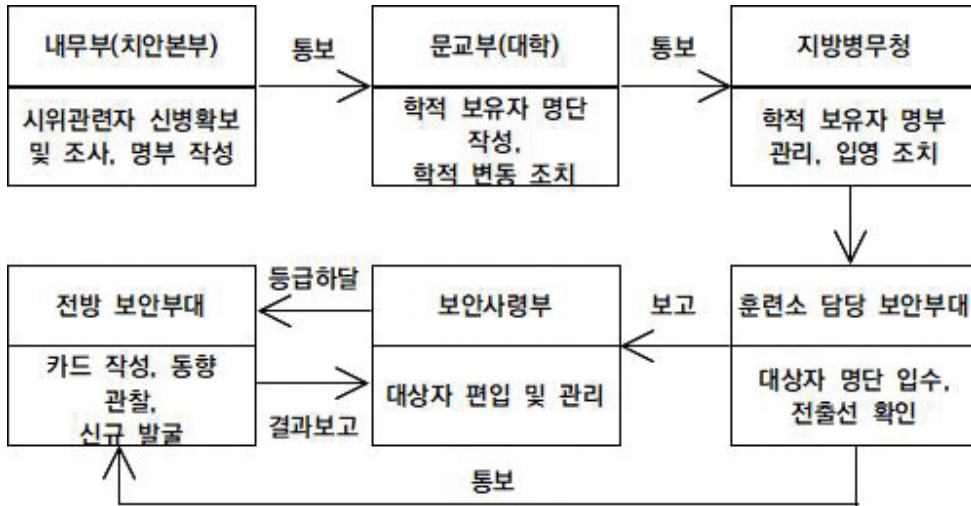 내무부(치안본부)
통보
문교부(대학)
통보
지방병무청
시위관련자 신병확보
및 조사, 명부 작성
학적 보유자 명단
작성,
학적 변동 조치
학적 보유자 명부
관리, 입영 조치
전방 보안부대
등급하달
보안사령부
보고
훈련소 담당 보안부대
카드 작성, 동향
관찰,
신규 발굴
결과보고
대상자 편입 및 관리
대상자 명단 입수,
전출선 확인
통보